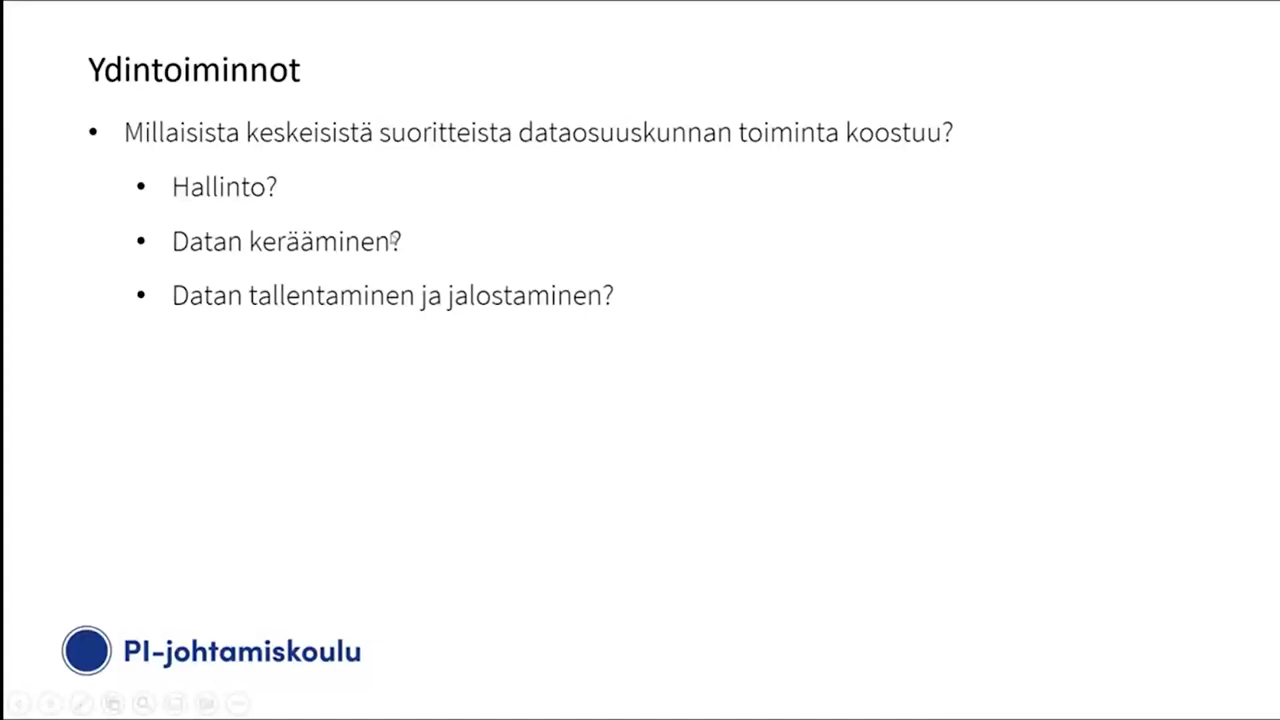 Ydintoiminnot
• Millaisista keskeisistä suoritteista dataosuuskunnan toiminta koostuu?
• Hallinto?
• Datan kerääminen?
• Datan tallentaminen ja jalostaminen?
PI-johtamiskoulu